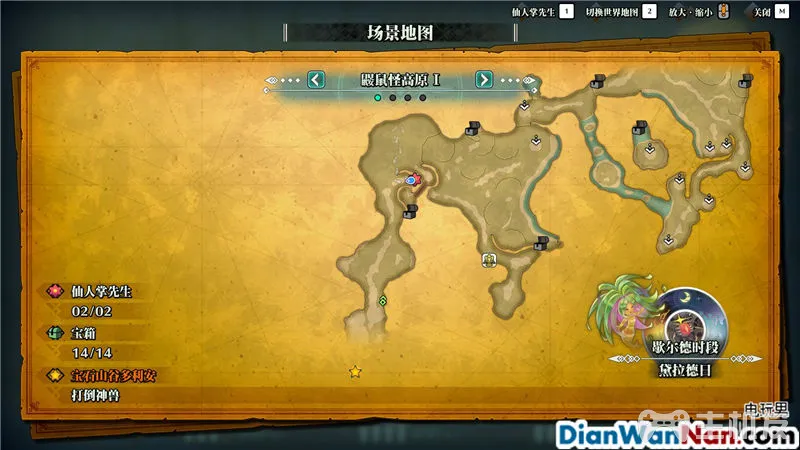 仙人掌先生 1 切换世界地图 2 放大·缩小 关闭 M
场景地图
鼹鼠怪高原 I
仙人掌先生
02/02
宝箱
14/14
宝石山谷多利安
打倒神兽
歇尔德时段
黛拉德日
电玩男
DianWanNan.com